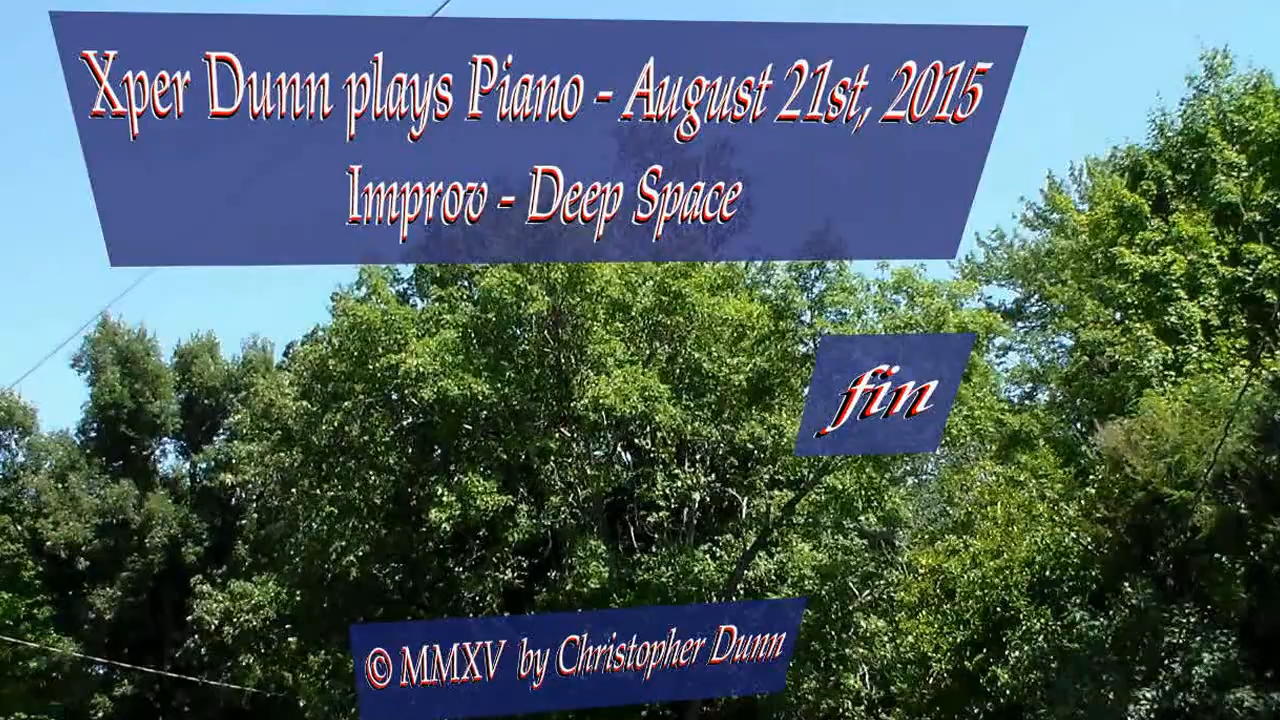 Xper Dunn plays Piano - August 21st, 2015
Improv - Deep Space
fin
© MMXV by Christopher Dunn